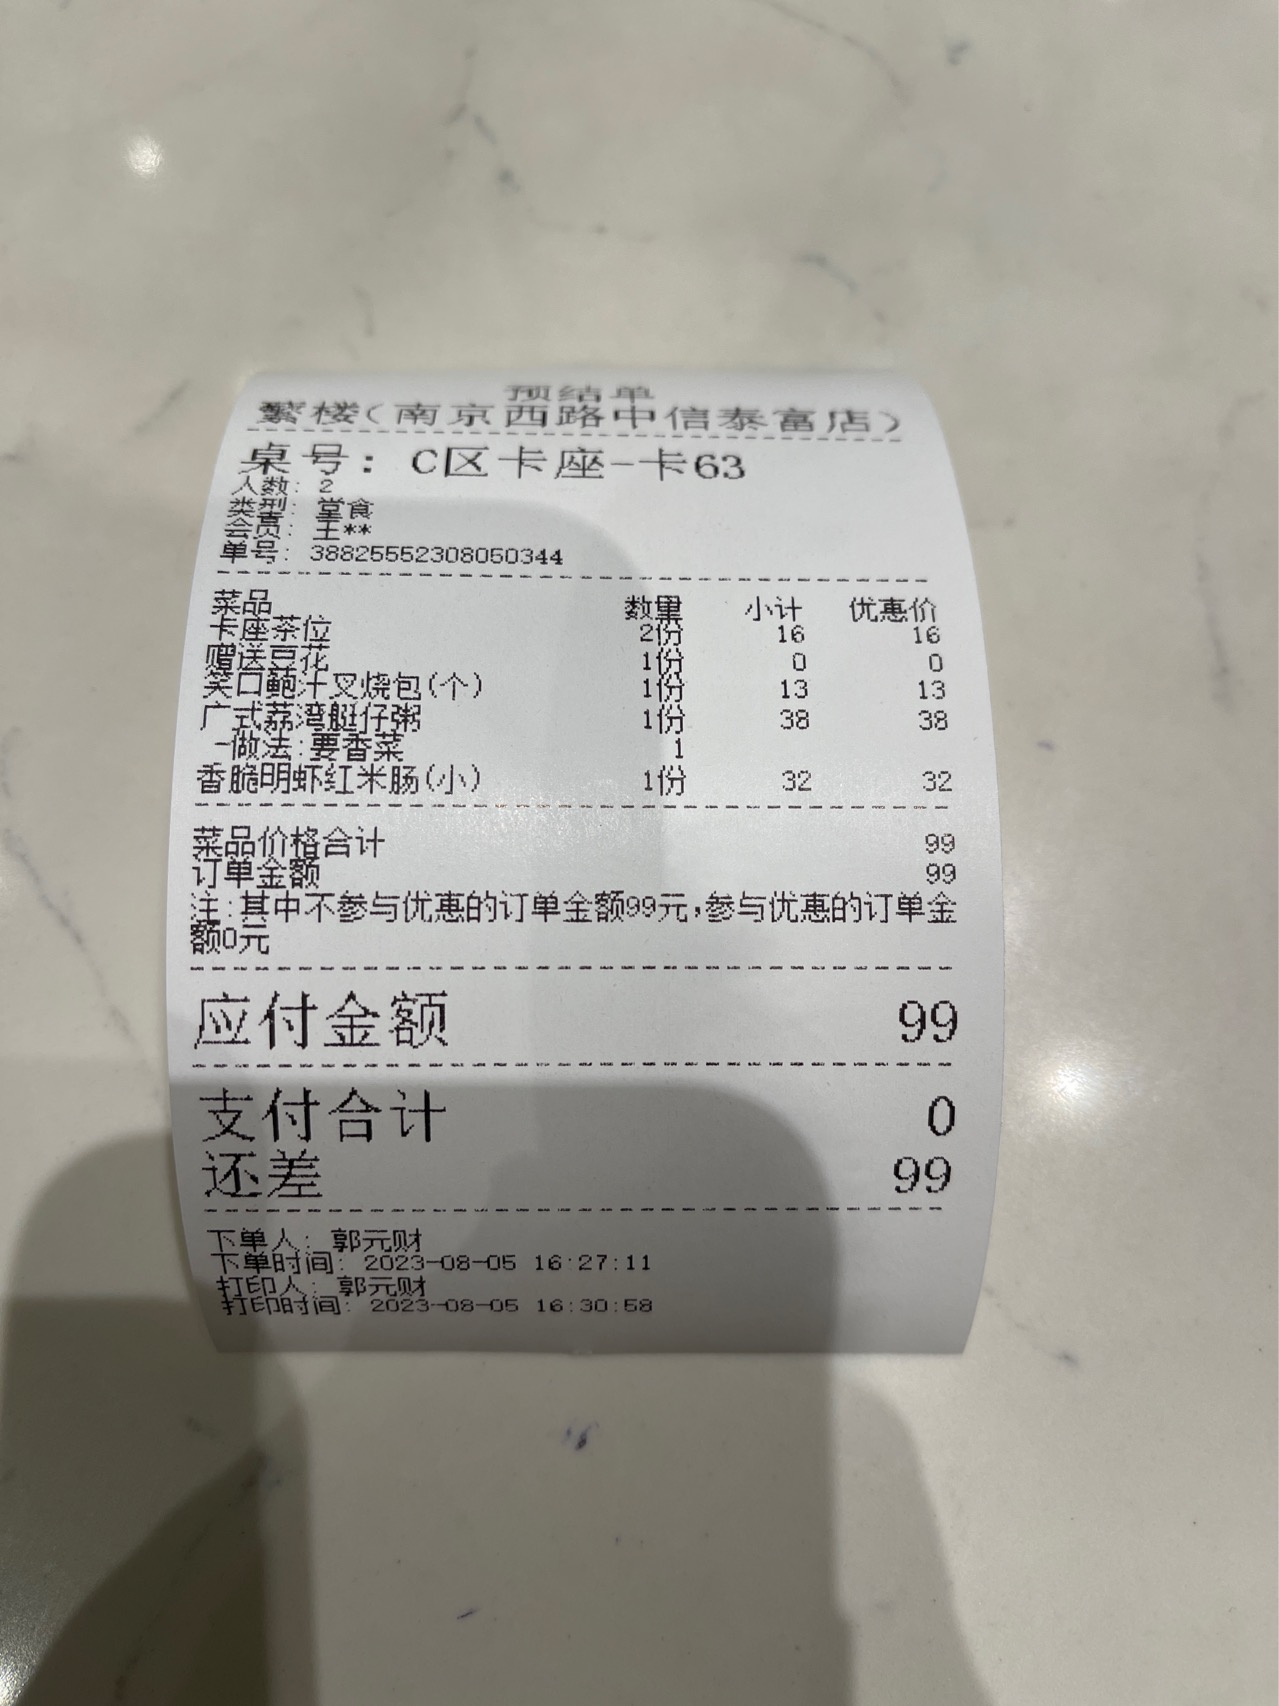 预结单
繄楼(南京西路中信泰富店)
桌号: C区卡座-卡63
人数: 2
类型: 堂食
会员: 王**
单号: 38825552308050344
菜品 数量 小计 优惠价
卡座茶位 2份 16 16
赠送豆花 1份 0 0
笑口鲍汁叉烧包(个) 1份 13 13
广式荔湾艇仔粥 1份 38 38
-做法:要香菜 1
香脆明虾红米肠(小) 1份 32 32
菜品价格合计 99
订单金额 99
注:其中不参与优惠的订单金额99元,参与优惠的订单金
额0元
应付金额 99
支付合计 0
还差 99
下单人: 郭元财
下单时间: 2023-08-05 16:27:11
打印人: 郭元财
打印时间: 2023-08-05 16:30:58